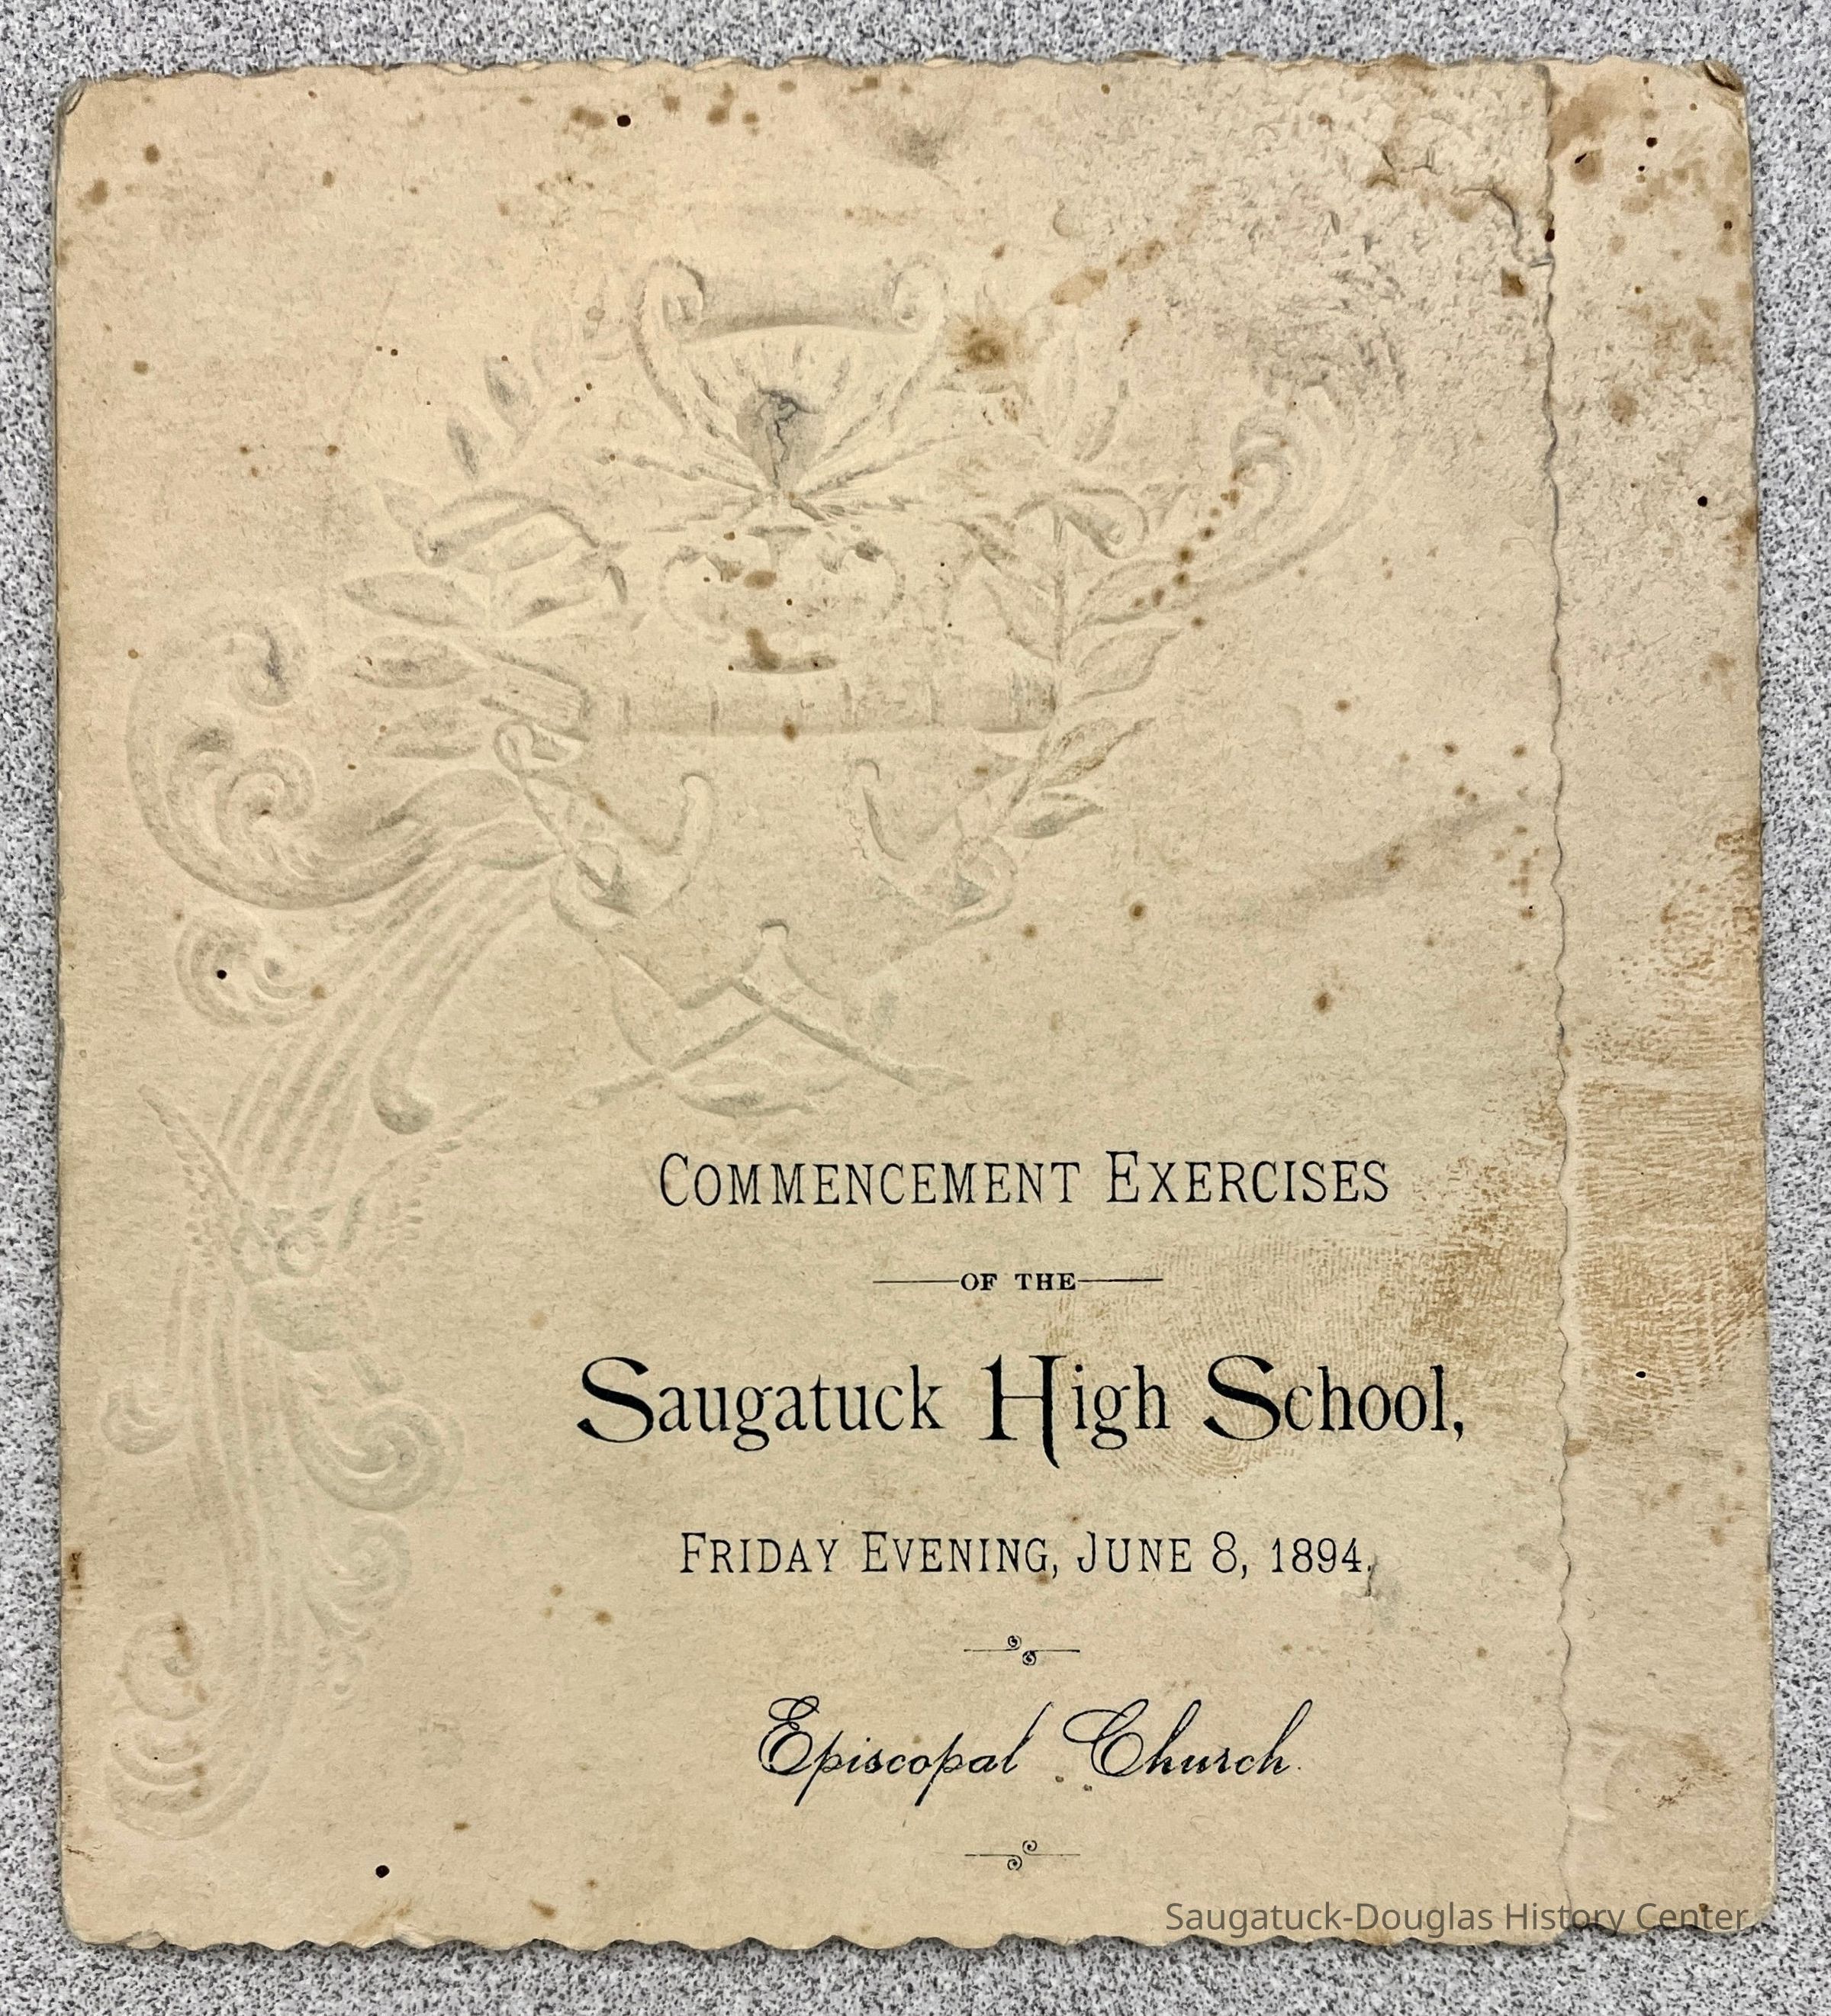 COMMENCEMENT EXERCISES
OF THE
Saugatuck High School,
FRIDAY EVENING, JUNE 8, 1894.
Episcopal Church.
Saugatuck-Douglas History Center